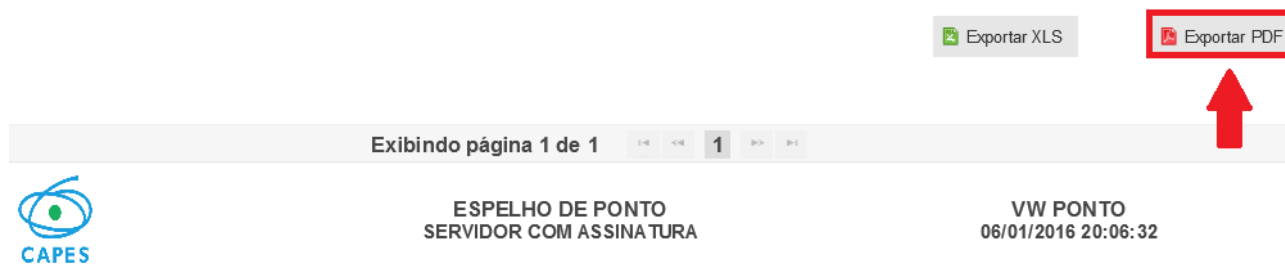 Exportar XLS
Exportar PDF
Exibindo página 1 de 1 1
ESPELHO DE PONTO
SERVIDOR COM ASSINATURA
VW PONTO
06/01/2016 20:06:32
CAPES